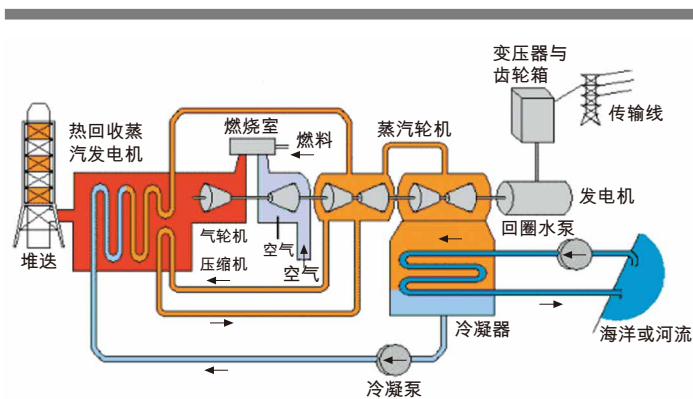 变压器与
齿轮箱
传输线
热回收蒸
汽发电机
燃烧室
燃料
蒸汽轮机
发电机
气轮机
空气
回圈水泵
堆迭
压缩机
空气
冷凝器
海洋或河流
冷凝泵